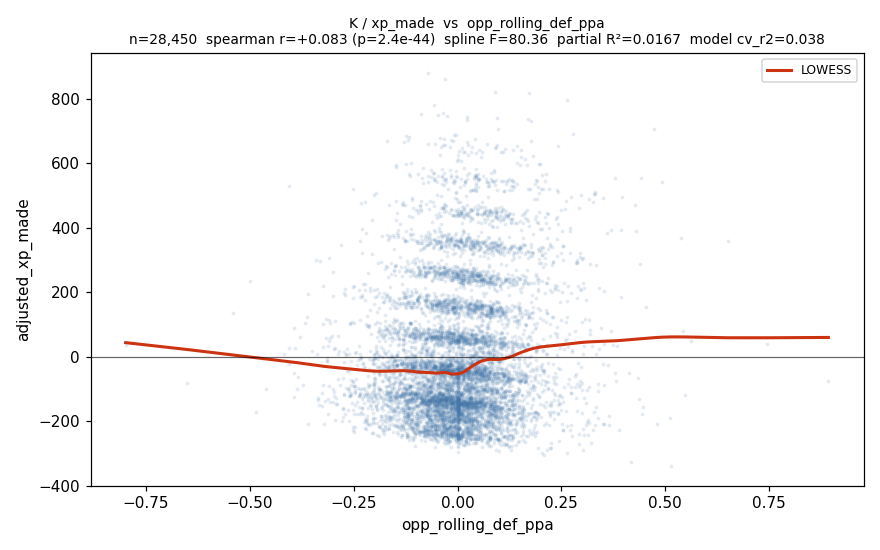 K / xp_made  vs  opp_rolling_def_ppa
n=28,450  spearman r=+0.083 (p=2.4e-44)  spline F=80.36  partial R²=0.0167  model cv_r2=0.038
LOWESS
800
600
400
200
0
−200
−400
adjusted_xp_made
−0.75
−0.50
−0.25
0.00
0.25
0.50
0.75
opp_rolling_def_ppa